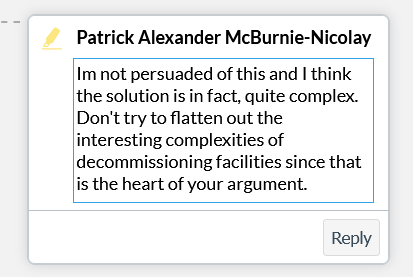 Patrick Alexander McBurnie-Nicolay
Im not persuaded of this and I think
the solution is in fact, quite complex.
Don't try to flatten out the
interesting complexities of
decommissioning facilities since that
is the heart of your argument.
Reply